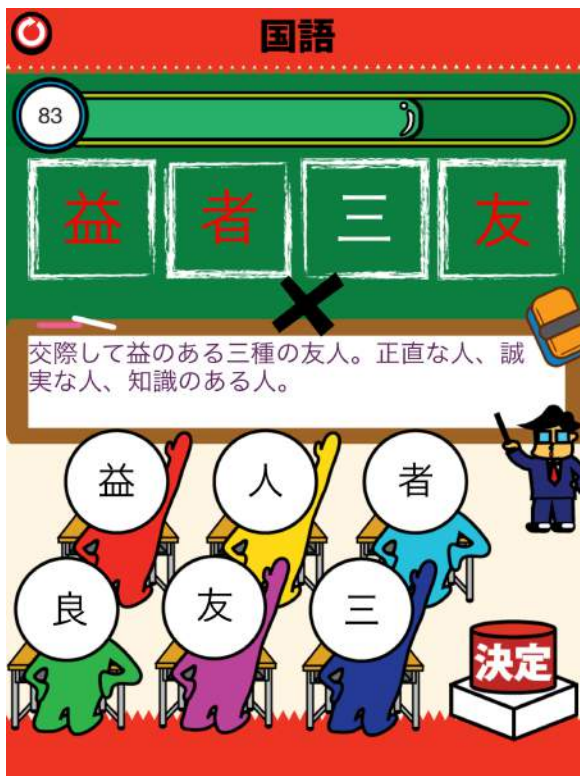 国語
83
益者三友
交際して益のある三種の友人。正直な人、誠
実な人、知識のある人。
益 人 者
良 友 三
決定